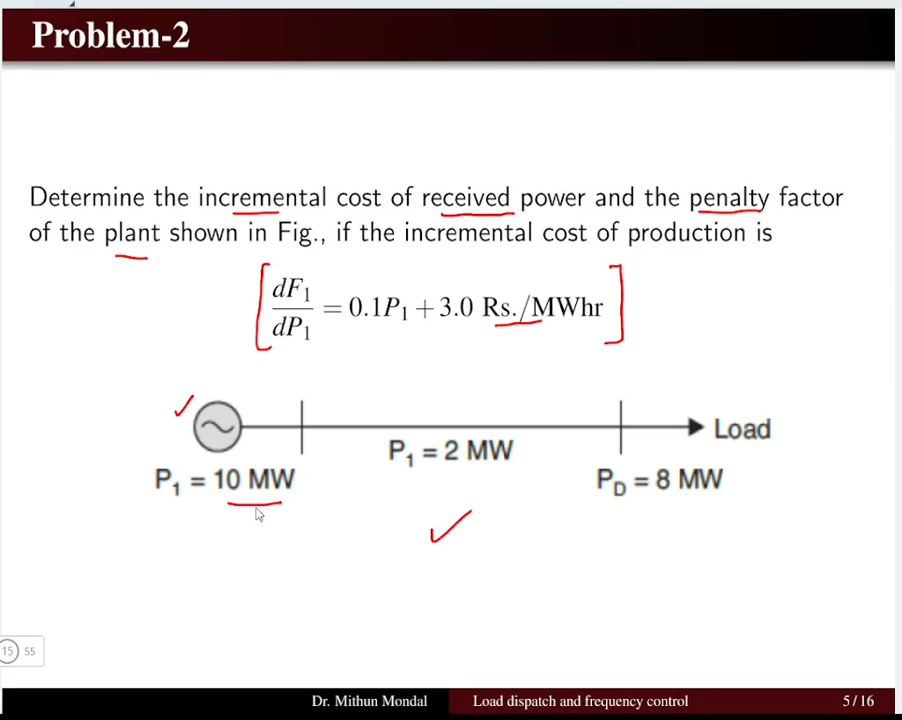 Problem-2
Determine the incremental cost of received power and the penalty factor
of the plant shown in Fig., if the incremental cost of production is
dF₁
dP₁ = 0.1P₁ + 3.0 Rs./MWhr
Load
P₁ = 2 MW
P₁ = 10 MW P_D = 8 MW
15 55
Dr. Mithun Mondal Load dispatch and frequency control 5/16